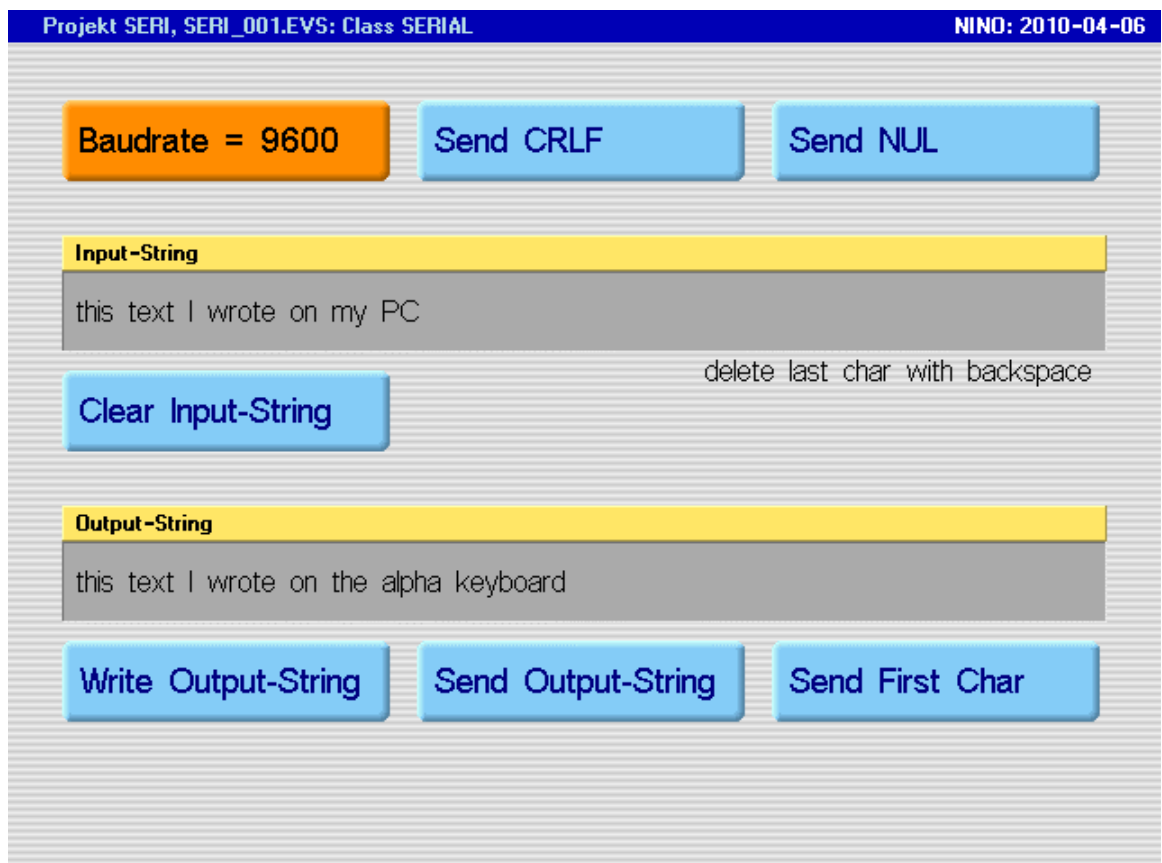 Projekt SERI, SERI_001.EVS: Class SERIAL NINO: 2010-04-06
Baudrate = 9600 Send CRLF Send NUL
Input-String
this text I wrote on my PC
delete last char with backspace
Clear Input-String
Output-String
this text I wrote on the alpha keyboard
Write Output-String Send Output-String Send First Char